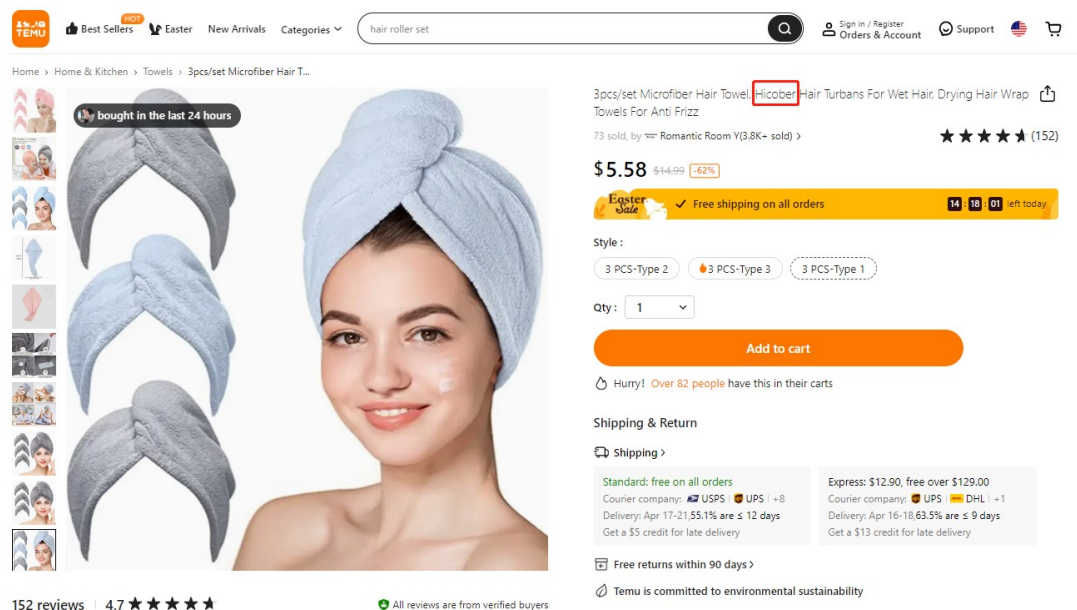 TEMU
Best Sellers
HOT
Easter
New Arrivals
Categories
hair roller set
Sign in / Register
Orders & Account
Support
Home › Home & Kitchen › Towels › 3pcs/set Microfiber Hair T...
bought in the last 24 hours
3pcs/set Microfiber Hair Towel, Hicober Hair Turbans For Wet Hair, Drying Hair Wrap
Towels For Anti Frizz
73 sold, by Romantic Room Y(3.8K+ sold) ›
(152)
$5.58 $14.99 -62%
Easter
Sale
Free shipping on all orders
14 : 18 : 01 left today
Style :
3 PCS-Type 2
3 PCS-Type 3
3 PCS-Type 1
Qty : 1
Add to cart
Hurry! Over 82 people have this in their carts
Shipping & Return
Shipping ›
Standard: free on all orders
Courier company: USPS | UPS | +8
Delivery: Apr 17-21,55.1% are ≤ 12 days
Get a $5 credit for late delivery
Express: $12.90, free over $129.00
Courier company: UPS | DHL | +1
Delivery: Apr 16-18,63.5% are ≤ 9 days
Get a $13 credit for late delivery
Free returns within 90 days ›
Temu is committed to environmental sustainability
152 reviews | 4.7
All reviews are from verified buyers